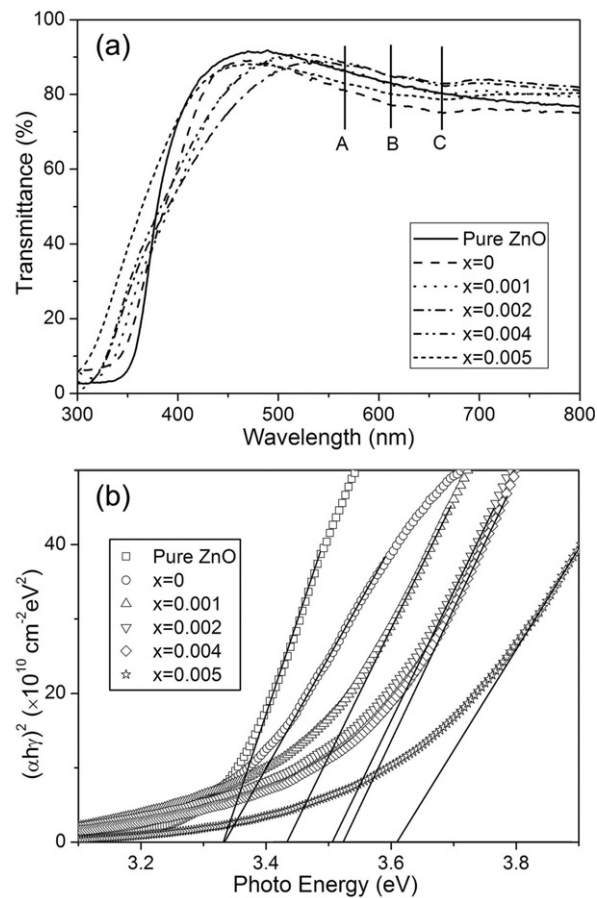 (a)
100
80
60
40
20
0
Transmittance (%)
A
B
C
Pure ZnO
x=0
x=0.001
x=0.002
x=0.004
x=0.005
300
400
500
600
700
800
Wavelength (nm)
(b)
40
20
0
(αhγ)² (×10¹⁰ cm⁻²eV²)
Pure ZnO
x=0
x=0.001
x=0.002
x=0.004
x=0.005
3.2
3.4
3.6
3.8
Photo Energy (eV)